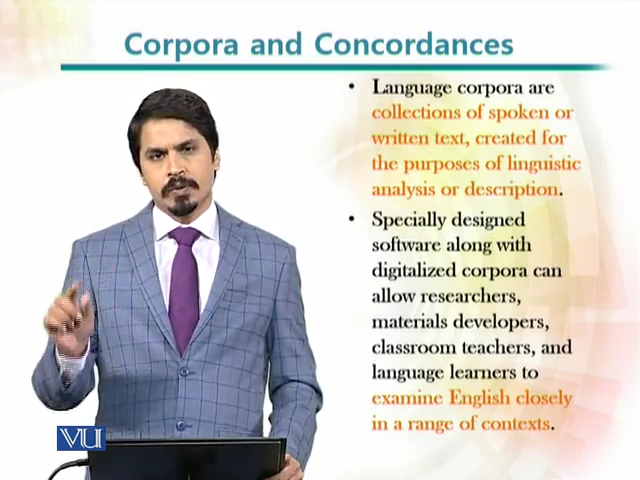 Corpora and Concordances
• Language corpora are
collections of spoken or
written text, created for
the purposes of linguistic
analysis or description.
• Specially designed
software along with
digitalized corpora can
allow researchers,
materials developers,
classroom teachers, and
language learners to
examine English closely
in a range of contexts.
VU